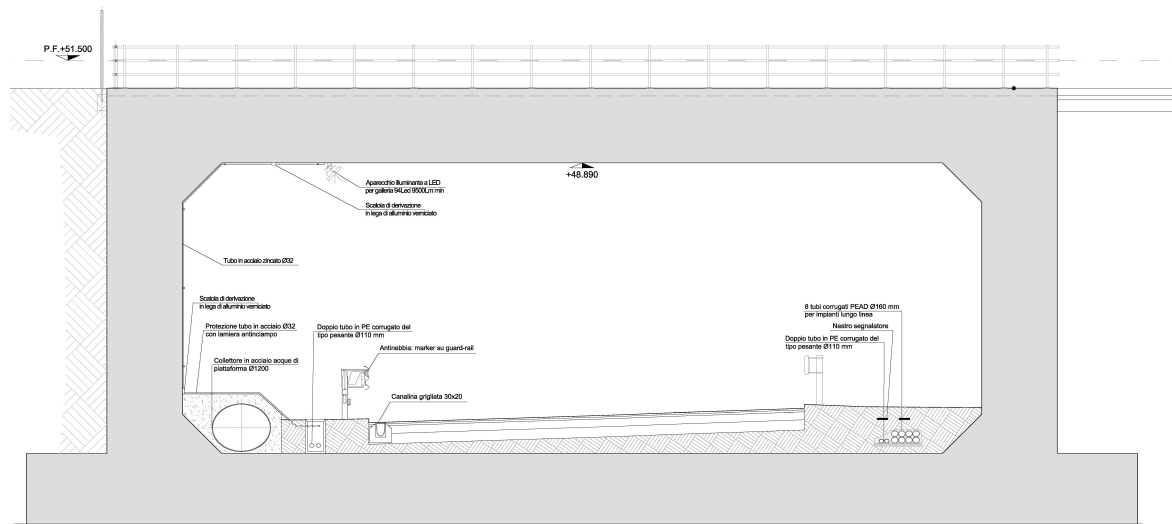 P.F.+51.500
+48.890
Aparecchio illuminante a LED
per galleria 94Led 9500Lm min
Scatola di derivazione
in lega di alluminio verniciato
Tubo in acciaio zincato Ø32
Scatola di derivazione
in lega di alluminio verniciato
Protezione tubo in acciaio Ø32
con lamiera antinciampo
Collettore in acciaio acque di
piattaforma Ø1200
Doppio tubo in PE corrugato del
tipo pesante Ø110 mm
Antinebbia: marker su guard-rail
Canalina grigliata 30x20
8 tubi corrugati PEAD Ø160 mm
per impianti lungo linea
Nastro segnalatore
Doppio tubo in PE corrugato del
tipo pesante Ø110 mm